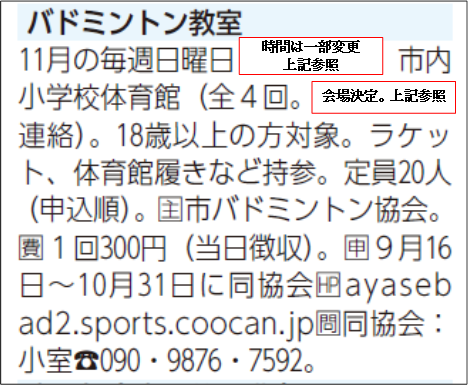 バドミントン教室
11月の毎週日曜日 時間は一部変更 上記参照 市内
小学校体育館（全４回。 会場決定。上記参照
連絡）。18歳以上の方対象。ラケッ
ト、体育館履きなど持参。定員20人
（申込順）。主市バドミントン協会。
費１回300円（当日徴収）。申９月16
日～10月31日に同協会HPayaseb
ad2.sports.coocan.jp問同協会：
小室☎090・9876・7592。